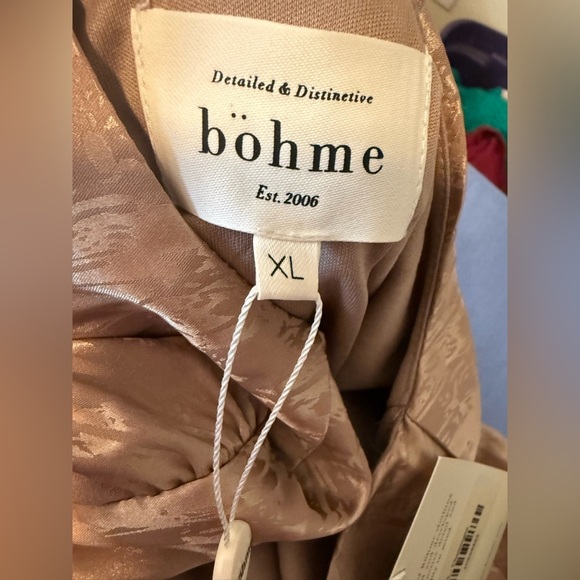 Detailed & Distinctive
böhme
Est. 2006
XL